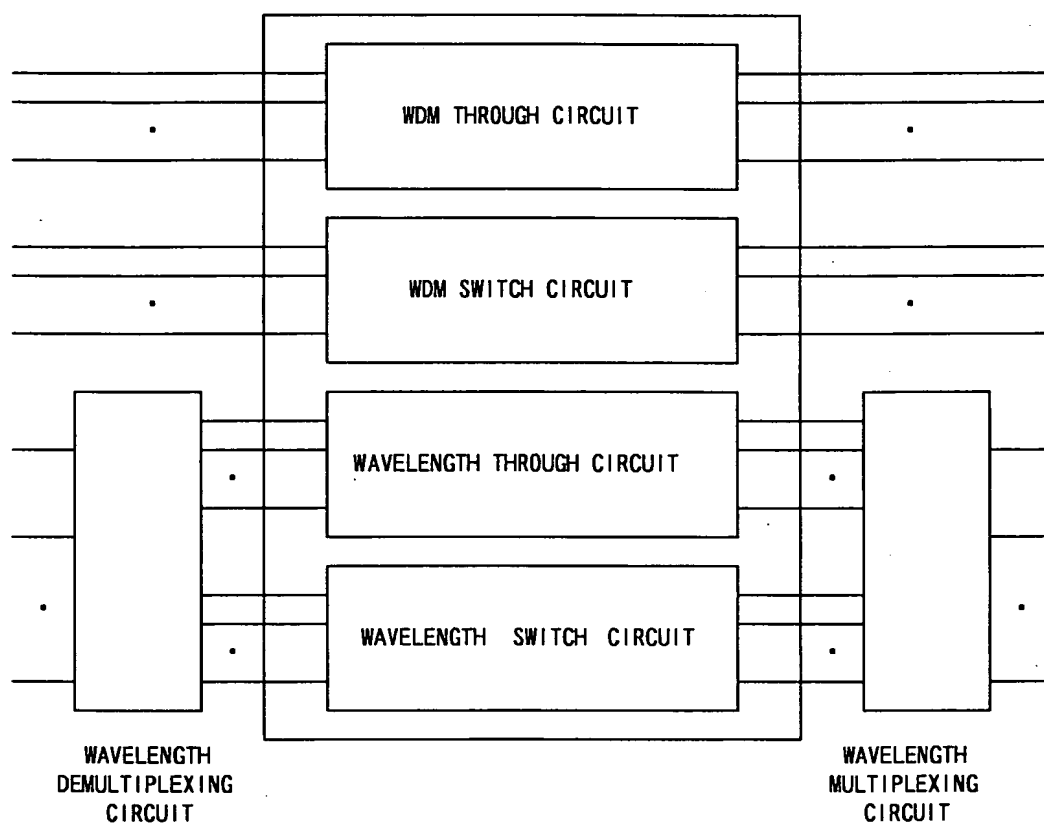 WDM THROUGH CIRCUIT
WDM SWITCH CIRCUIT
WAVELENGTH THROUGH CIRCUIT
WAVELENGTH SWITCH CIRCUIT
WAVELENGTH
DEMULTIPLEXING
CIRCUIT
WAVELENGTH
MULTIPLEXING
CIRCUIT